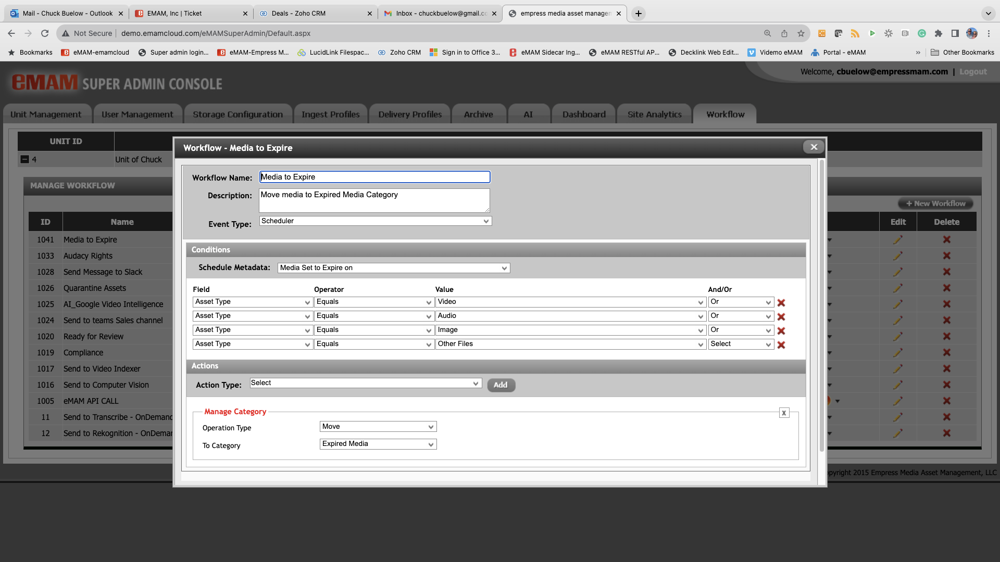 Mail - Chuck Buelow - Outlook
EMAM, Inc | Ticket
Deals - Zoho CRM
Inbox - chuckbuelow@gmail.co
empress media asset managem
Not Secure | demo.emamcloud.com/eMAMSuperAdmin/Default.aspx
Bookmarks
eMAM-emamcloud
Super admin login...
eMAM-Empress M...
LucidLink Filespac...
Zoho CRM
Sign in to Office 3...
eMAM Sidecar Ing...
eMAM RESTful AP...
Decklink Web Edit...
Videmo eMAM
Portal - eMAM
» Other Bookmarks
Welcome, cbuelow@empressmam.com | Logout
eMAM SUPER ADMIN CONSOLE
Unit Management
User Management
Storage Configuration
Ingest Profiles
Delivery Profiles
Archive
AI
Dashboard
Site Analytics
Workflow
UNIT ID
4 Unit of Chuck
MANAGE WORKFLOW
+ New Workflow
ID Name Edit Delete
1041 Media to Expire
1033 Audacy Rights
1028 Send Message to Slack
1026 Quarantine Assets
1025 AI_Google Video Intelligence
1024 Send to teams Sales channel
1020 Ready for Review
1019 Compliance
1017 Send to Video Indexer
1016 Send to Computer Vision
1005 eMAM API CALL
11 Send to Transcribe - OnDemand
12 Send to Rekognition - OnDeman
Workflow - Media to Expire
Workflow Name: Media to Expire
Description: Move media to Expired Media Category
Event Type: Scheduler
Conditions
Schedule Metadata: Media Set to Expire on
Field Operator Value And/Or
Asset Type Equals Video Or
Asset Type Equals Audio Or
Asset Type Equals Image Or
Asset Type Equals Other Files Select
Actions
Action Type: Select Add
Manage Category x
Operation Type Move
To Category Expired Media
pyright 2015 Empress Media Asset Management, LLC